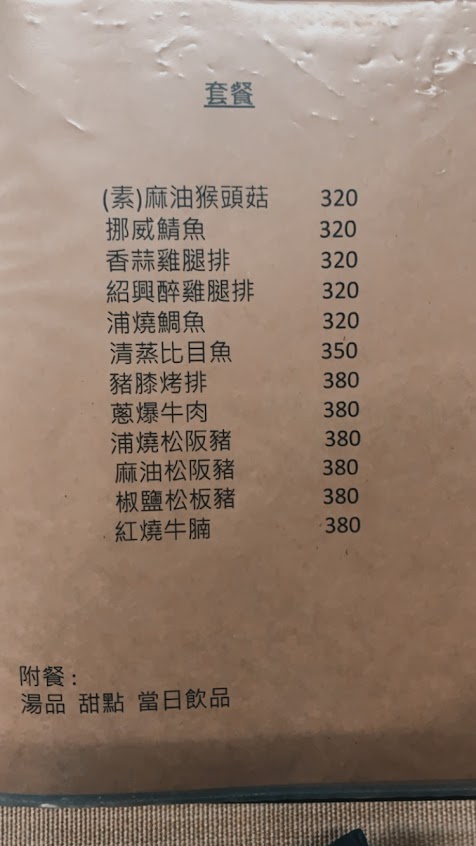 套餐
(素)麻油猴頭菇 320
挪威鯖魚 320
香蒜雞腿排 320
紹興醉雞腿排 320
浦燒鯛魚 320
清蒸比目魚 350
豬膝烤排 380
蔥爆牛肉 380
浦燒松阪豬 380
麻油松阪豬 380
椒鹽松板豬 380
紅燒牛腩 380
附餐:
湯品 甜點 當日飲品